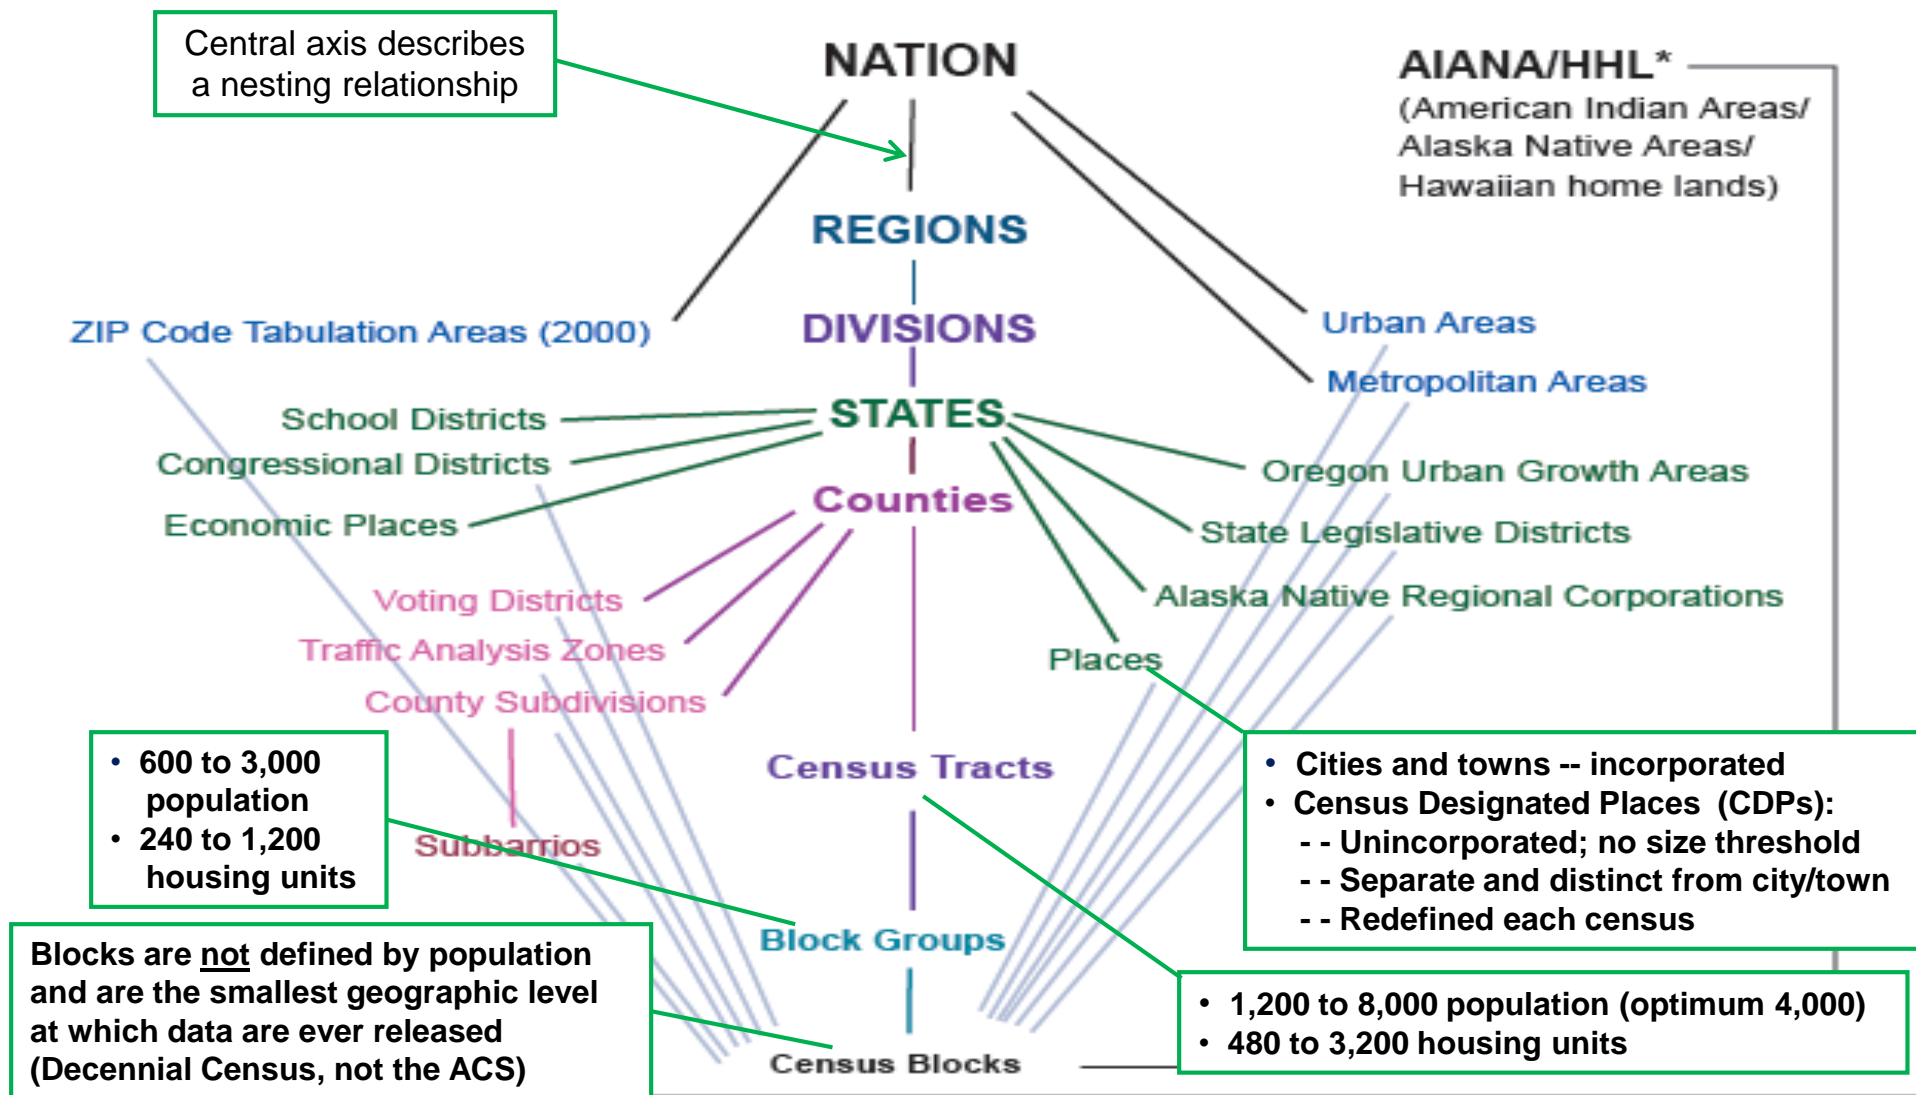 Central axis describes
a nesting relationship
NATION
AIANA/HHL*
(American Indian Areas/
Alaska Native Areas/
Hawaiian home lands)
REGIONS
ZIP Code Tabulation Areas (2000)
DIVISIONS
Urban Areas
Metropolitan Areas
School Districts
STATES
Congressional Districts
Oregon Urban Growth Areas
Economic Places
Counties
State Legislative Districts
Voting Districts
Alaska Native Regional Corporations
Traffic Analysis Zones
Places
County Subdivisions
• 600 to 3,000
population
• 240 to 1,200
housing units
Census Tracts
• Cities and towns -- incorporated
• Census Designated Places (CDPs):
- - Unincorporated; no size threshold
- - Separate and distinct from city/town
- - Redefined each census
Subbarrios
Block Groups
Blocks are not defined by population
and are the smallest geographic level
at which data are ever released
(Decennial Census, not the ACS)
• 1,200 to 8,000 population (optimum 4,000)
• 480 to 3,200 housing units
Census Blocks